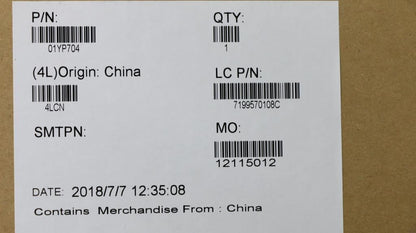 P/N: QTY:
01YP704 1
(4L)Origin: China LC P/N:
4LCN 7199570108C
SMTPN: MO:
12115012
DATE: 2018/7/7 12:35:08
Contains Merchandise From : China